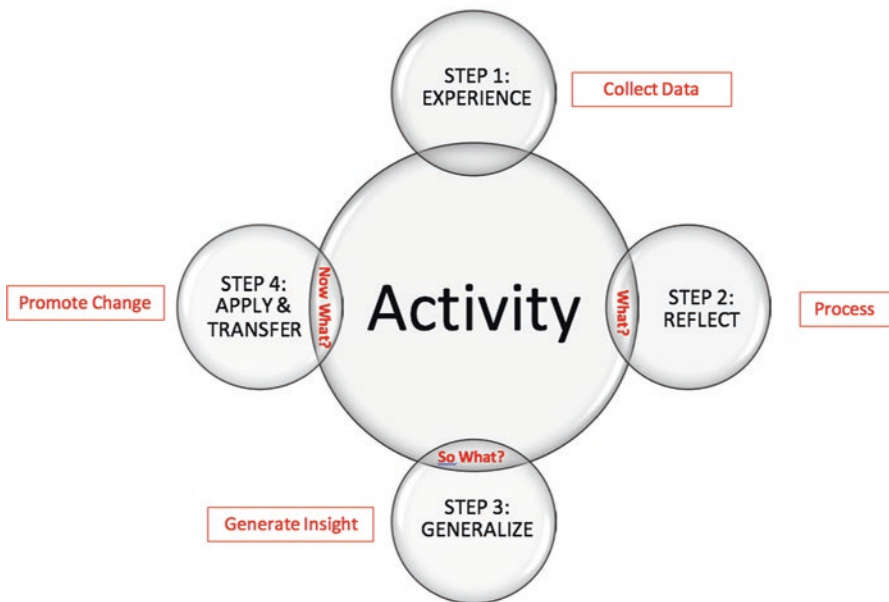 STEP 1:
EXPERIENCE
Collect Data
Activity
What?
STEP 2:
REFLECT
Process
So What?
STEP 3:
GENERALIZE
Generate Insight
Now What?
STEP 4:
APPLY &
TRANSFER
Promote Change